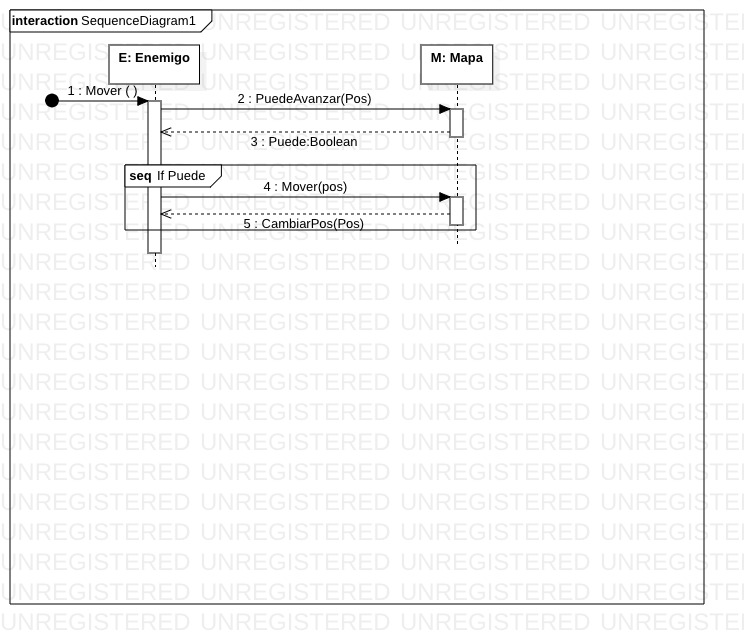 interaction SequenceDiagram1
E: Enemigo
M: Mapa
1 : Mover ( )
2 : PuedeAvanzar(Pos)
3 : Puede:Boolean
seq If Puede
4 : Mover(pos)
5 : CambiarPos(Pos)
UNREGISTERED UNREGISTERED UNREGISTERED UNREGISTERED